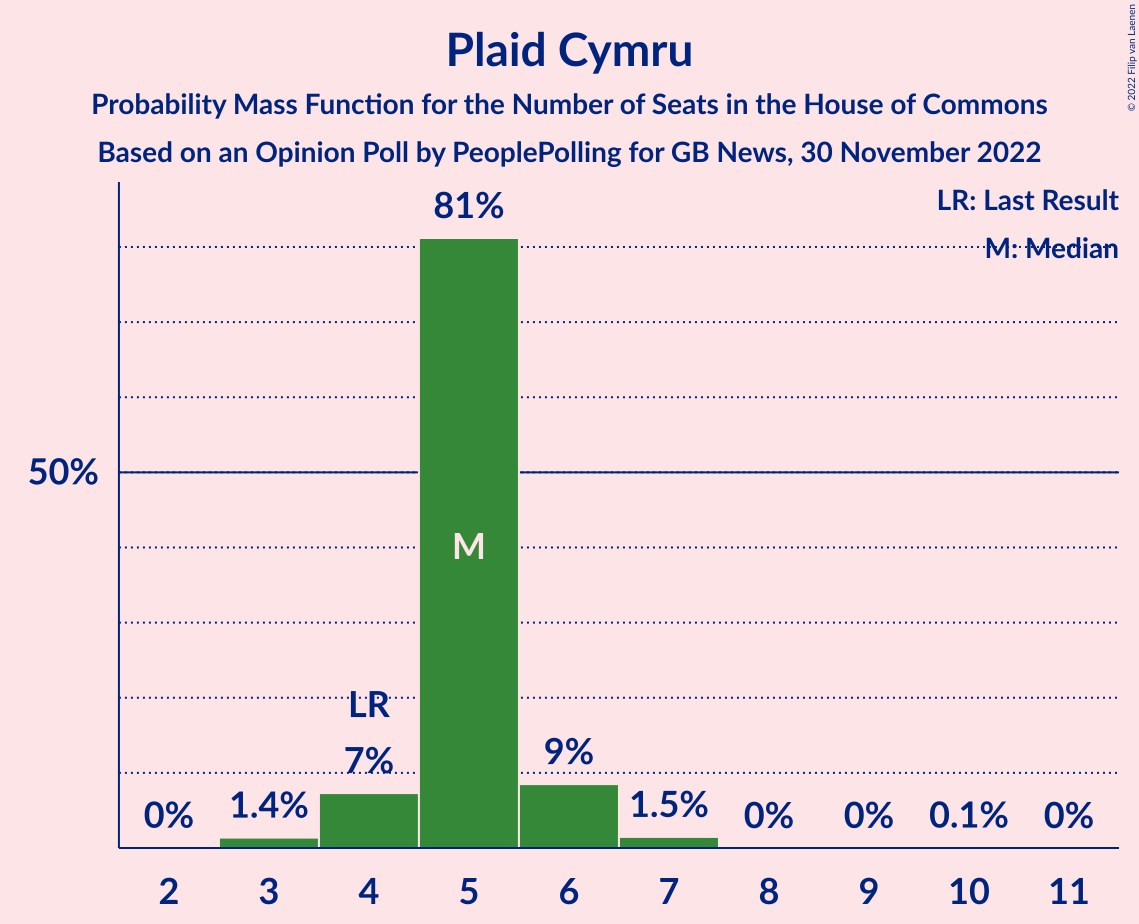 Plaid Cymru
Probability Mass Function for the Number of Seats in the House of Commons
Based on an Opinion Poll by PeoplePolling for GB News, 30 November 2022
© 2022 Filip van Laenen
LR: Last Result
M: Median
50%
0%
1.4%
LR
7%
81%
M
9%
1.5%
0%
0%
0.1%
0%
2 3 4 5 6 7 8 9 10 11